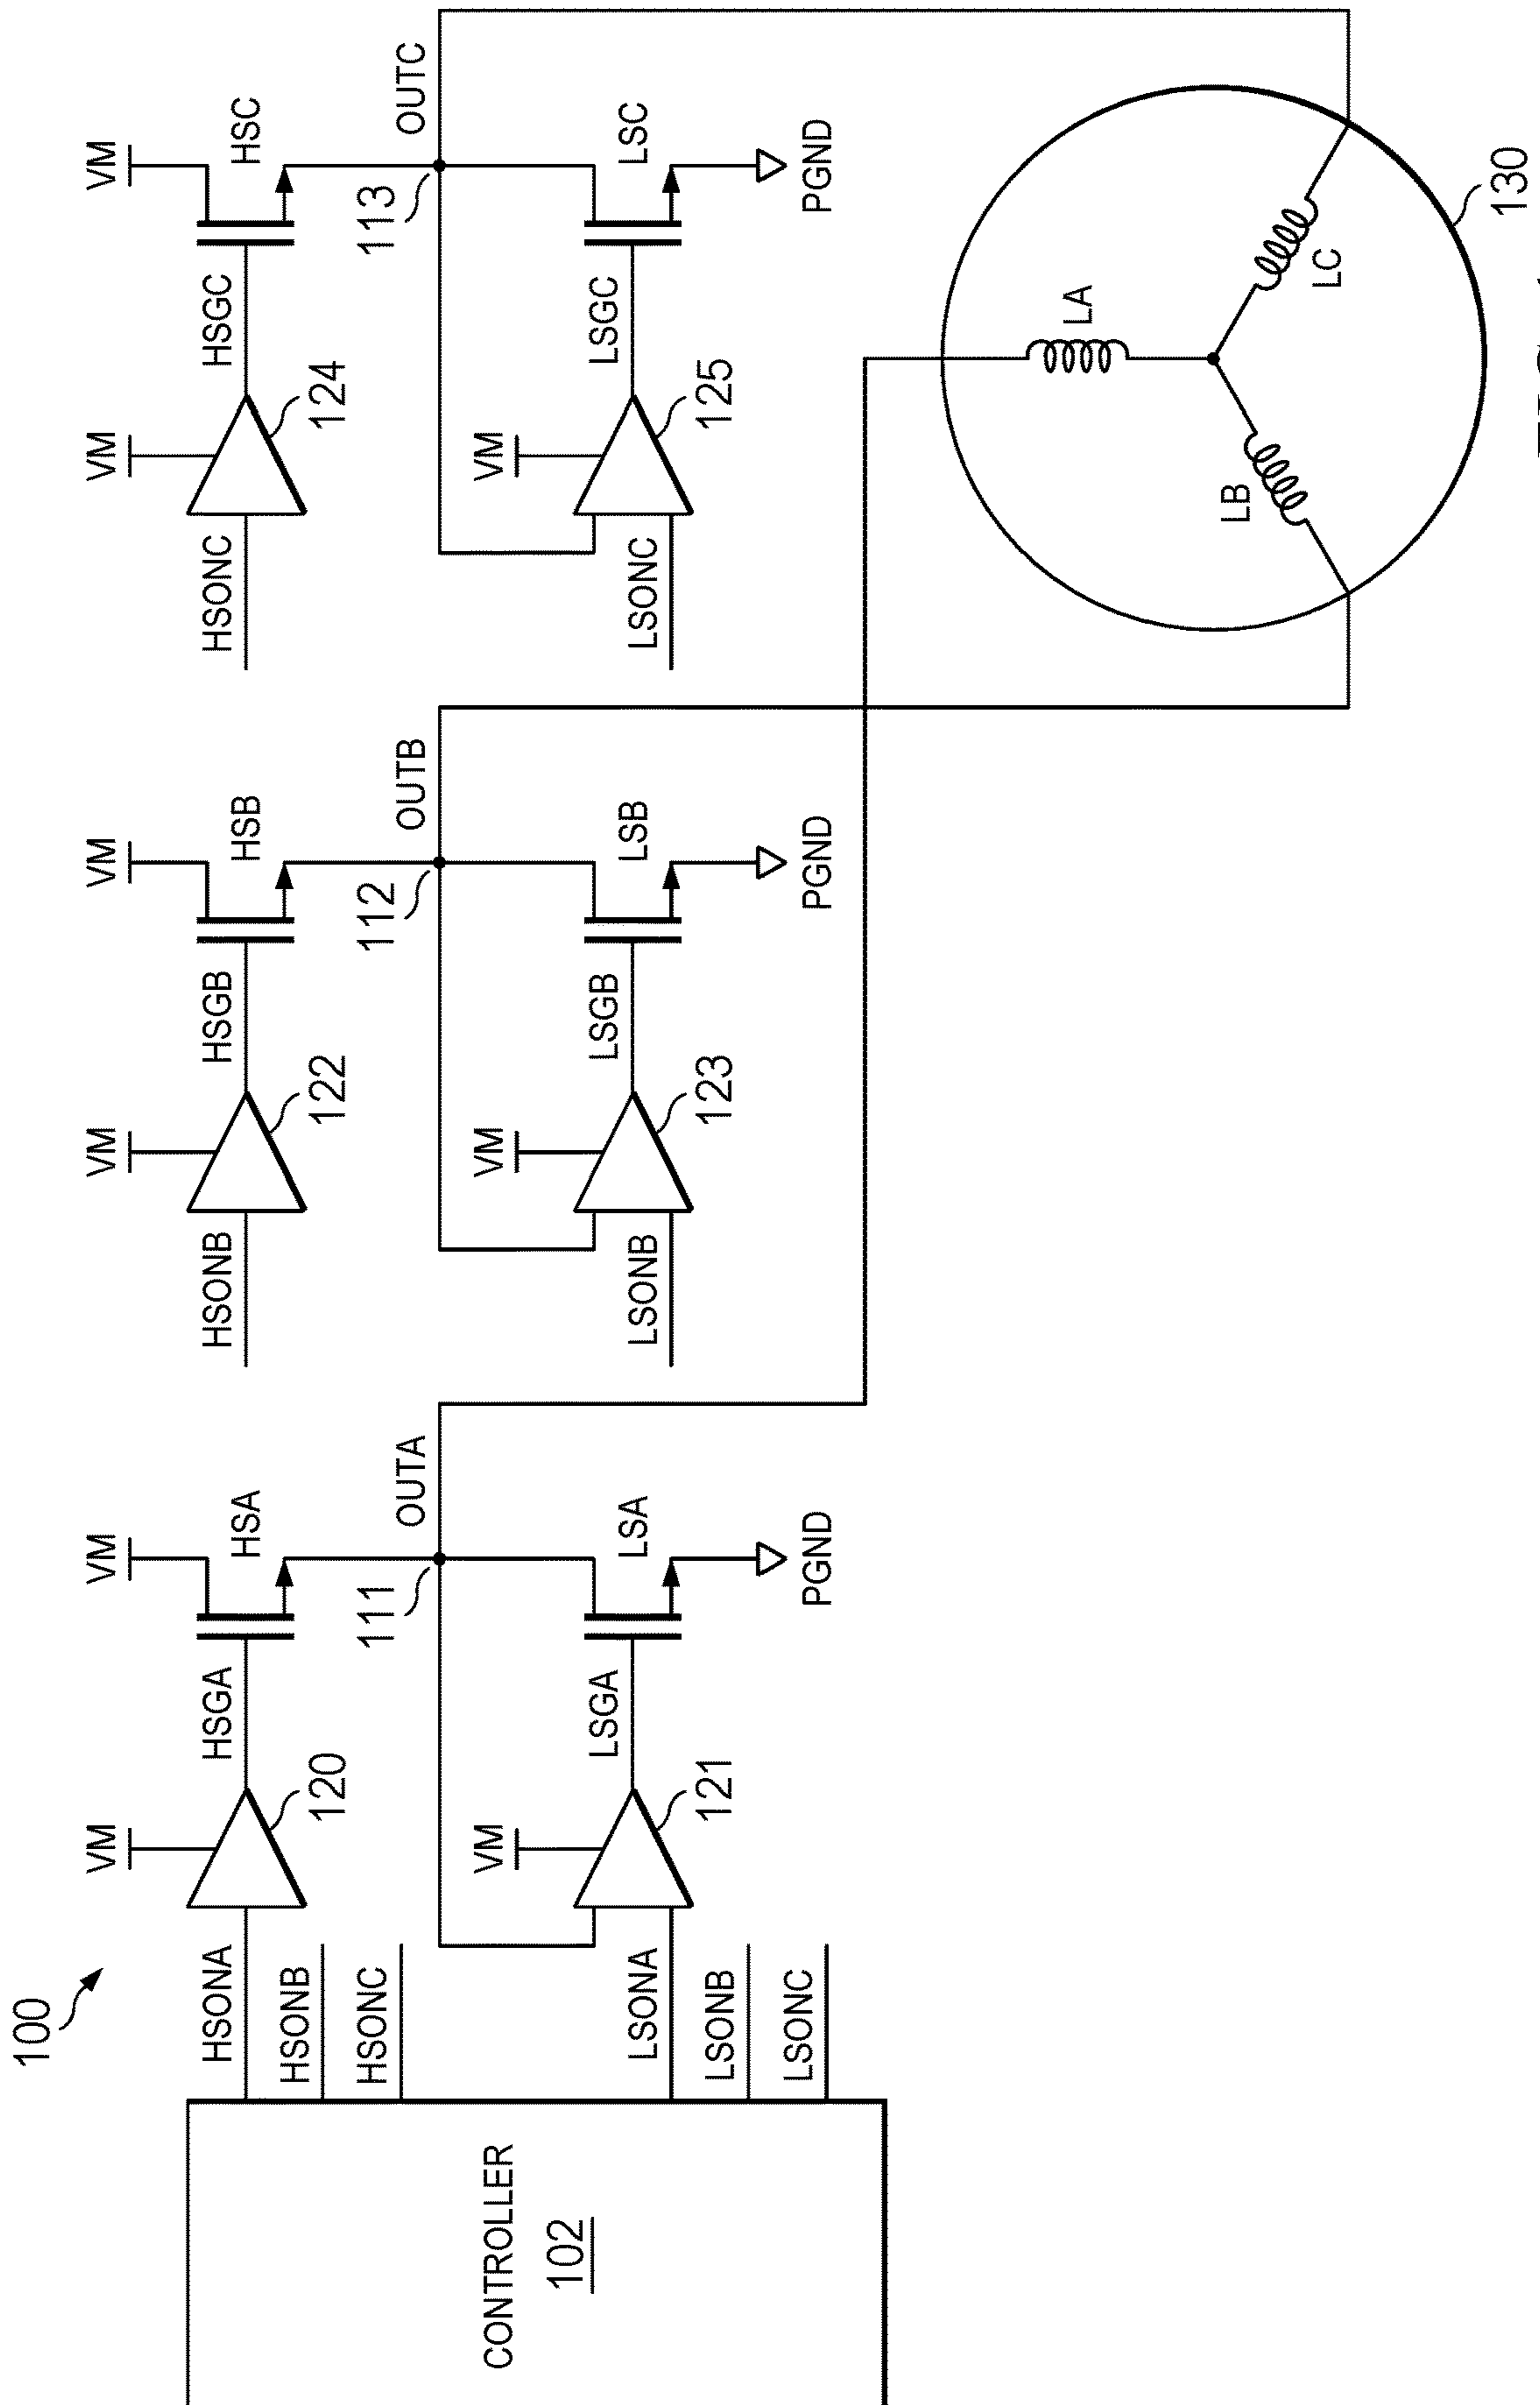 100
CONTROLLER
102
HSONA
HSONB
HSONC
LSONA
LSONB
LSONC
VM
120
HSGA
VM
HSA
111
OUTA
VM
121
LSGA
LSA
PGND
HSONB
VM
122
HSGB
VM
HSB
112
OUTB
LSONB
VM
123
LSGB
LSB
PGND
HSONC
VM
124
HSGC
VM
HSC
113
OUTC
LSONC
VM
125
LSGC
LSC
PGND
LA
LB
LC
130